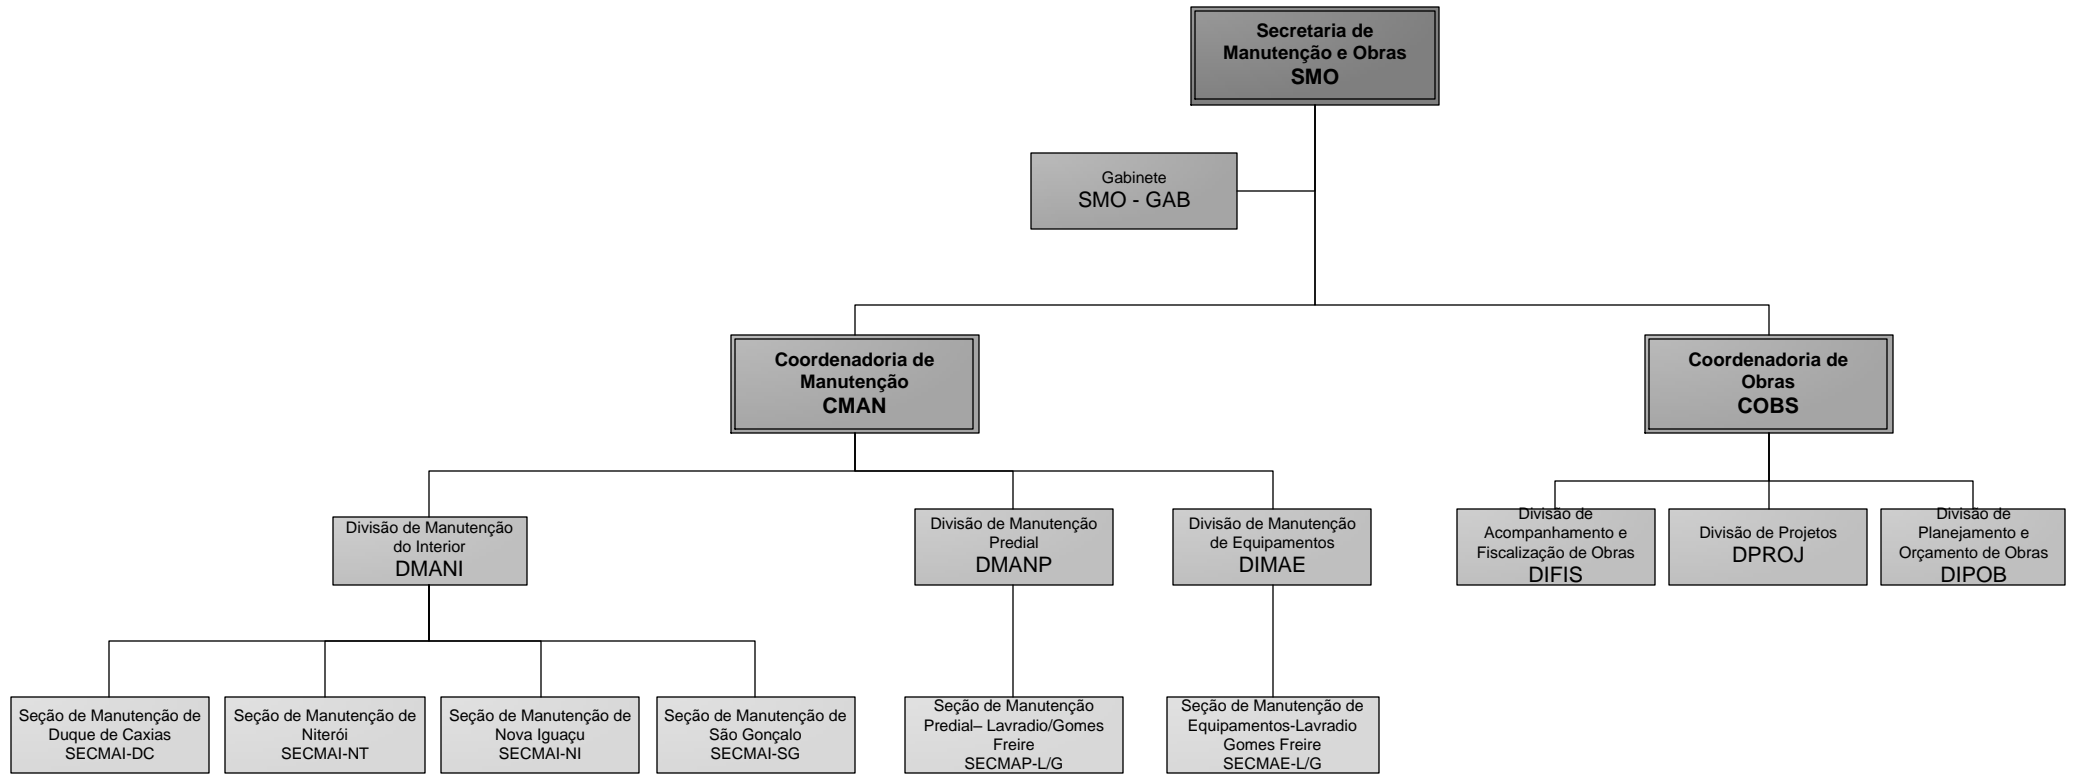 Secretaria de
Manutenção e Obras
SMO
Gabinete
SMO - GAB
Coordenadoria de
Manutenção
CMAN
Coordenadoria de
Obras
COBS
Divisão de Manutenção
do Interior
DMANI
Divisão de Manutenção
Predial
DMANP
Divisão de Manutenção
de Equipamentos
DIMAE
Divisão de
Acompanhamento e
Fiscalização de Obras
DIFIS
Divisão de Projetos
DPROJ
Divisão de
Planejamento e
Orçamento de Obras
DIPOB
Seção de Manutenção de
Duque de Caxias
SECMAI-DC
Seção de Manutenção de
Niterói
SECMAI-NT
Seção de Manutenção de
Nova Iguaçu
SECMAI-NI
Seção de Manutenção de
São Gonçalo
SECMAI-SG
Seção de Manutenção
Predial– Lavradio/Gomes
Freire
SECMAP-L/G
Seção de Manutenção de
Equipamentos-Lavradio
Gomes Freire
SECMAE-L/G